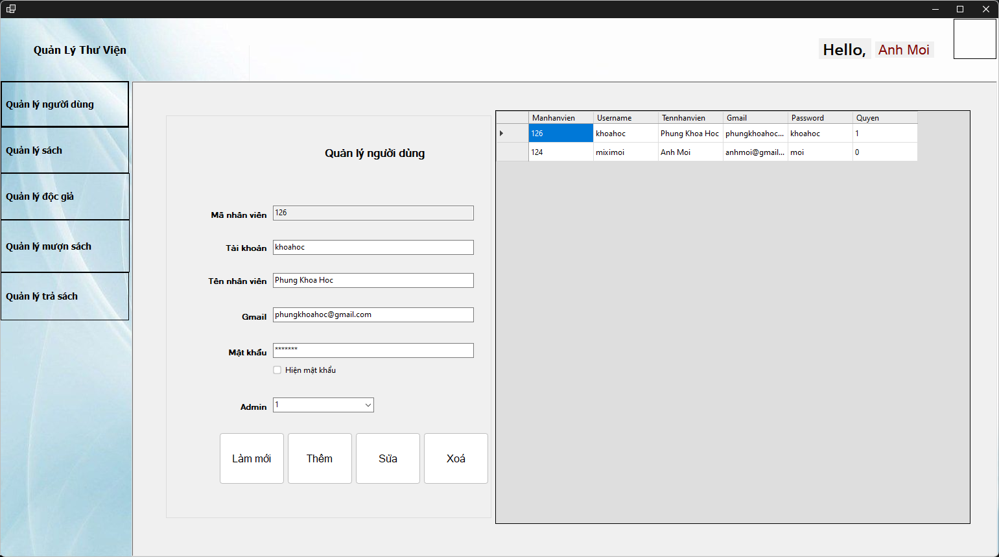 Quản Lý Thư Viện
Hello, Anh Moi
Quản lý người dùng
Quản lý sách
Quản lý độc giả
Quản lý mượn sách
Quản lý trả sách
Quản lý người dùng
Mã nhân viên 126
Tài khoản khoahoc
Tên nhân viên Phung Khoa Hoc
Gmail phungkhoahoc@gmail.com
Mật khẩu *******
Hiện mật khẩu
Admin 1
Làm mới Thêm Sửa Xoá
Manhanvien Username Tennhanvien Gmail Password Quyen
126 khoahoc Phung Khoa Hoc phungkhoahoc... khoahoc 1
124 miximoi Anh Moi anhmoi@gmail... moi 0